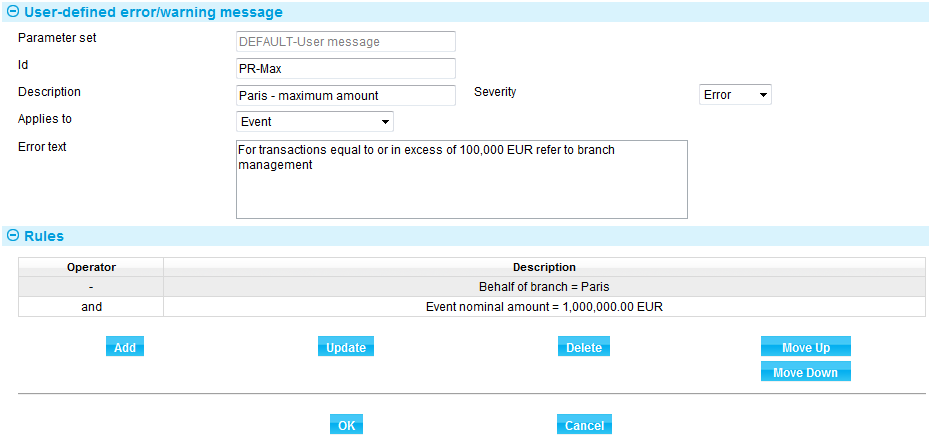 User-defined error/warning message
Parameter set DEFAULT-User message
Id PR-Max
Description Paris - maximum amount Severity Error
Applies to Event
Error text For transactions equal to or in excess of 100,000 EUR refer to branch
management
Rules
Operator Description
- Behalf of branch = Paris
and Event nominal amount = 1,000,000.00 EUR
Add Update Delete Move Up
Move Down
OK Cancel